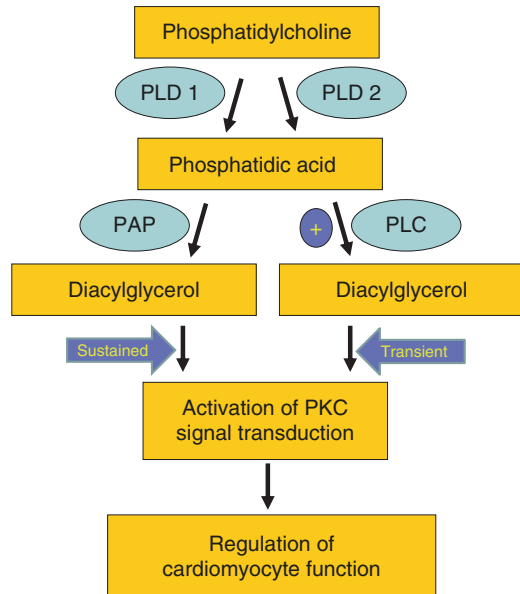 Phosphatidylcholine
PLD 1
PLD 2
Phosphatidic acid
PAP
+
PLC
Diacylglycerol
Diacylglycerol
Sustained
Transient
Activation of PKC
signal transduction
Regulation of
cardiomyocyte function